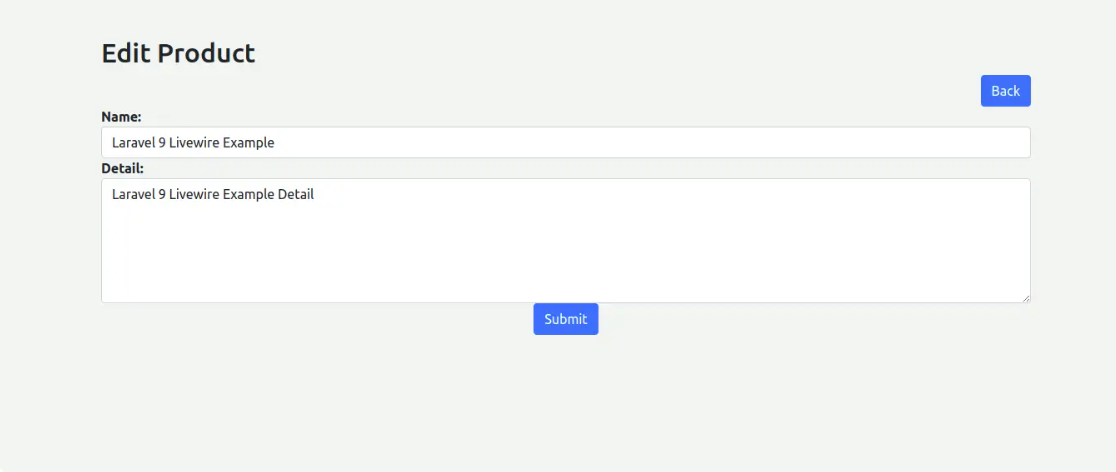 Edit Product
Back
Name:
Laravel 9 Livewire Example
Detail:
Laravel 9 Livewire Example Detail
Submit